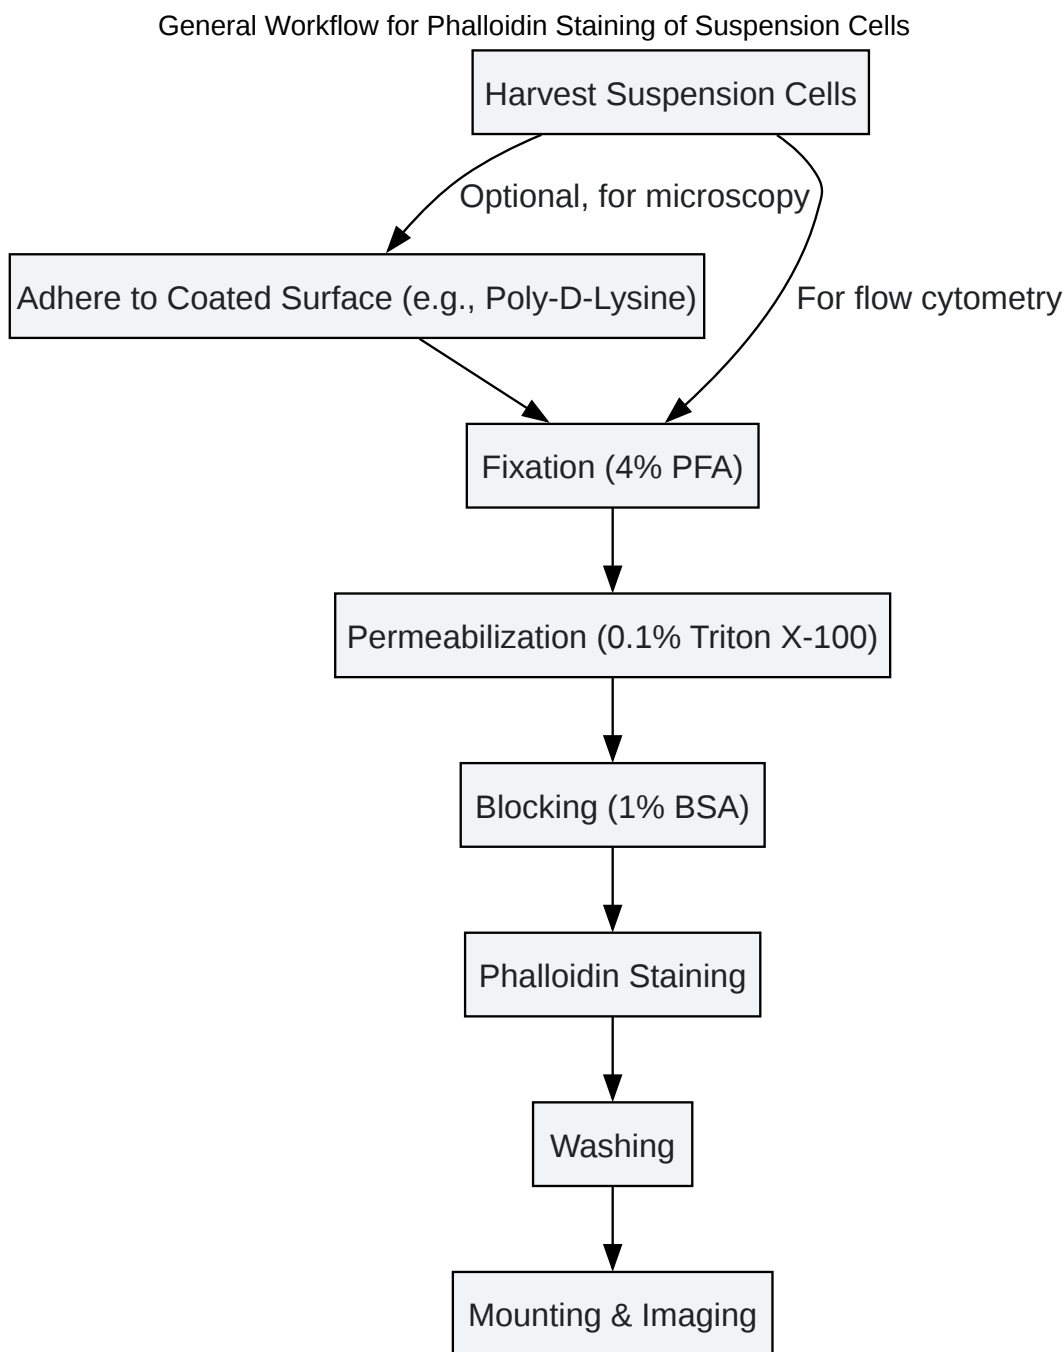 General Workflow for Phalloidin Staining of Suspension Cells
Harvest Suspension Cells
Optional, for microscopy
Adhere to Coated Surface (e.g., Poly-D-Lysine)
For flow cytometry
Fixation (4% PFA)
Permeabilization (0.1% Triton X-100)
Blocking (1% BSA)
Phalloidin Staining
Washing
Mounting & Imaging